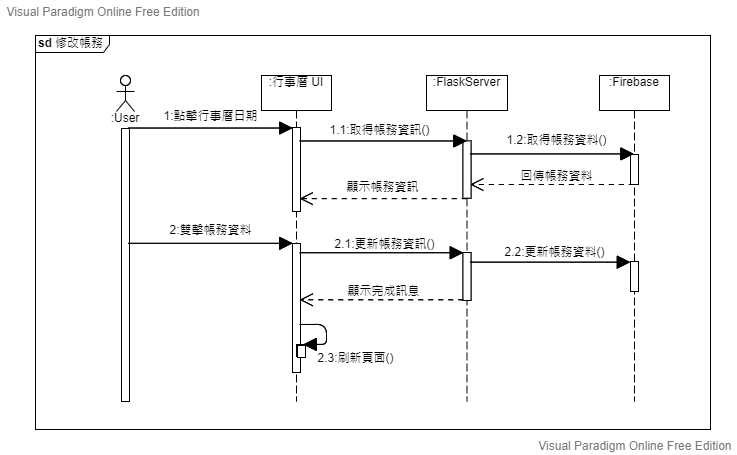 Visual Paradigm Online Free Edition
sd 修改帳務
:User
:行事曆 UI
:FlaskServer
:Firebase
1:點擊行事曆日期
1.1:取得帳務資訊()
1.2:取得帳務資料()
回傳帳務資料
顯示帳務資訊
2:雙擊帳務資料
2.1:更新帳務資訊()
2.2:更新帳務資料()
顯示完成訊息
2.3:刷新頁面()
Visual Paradigm Online Free Edition